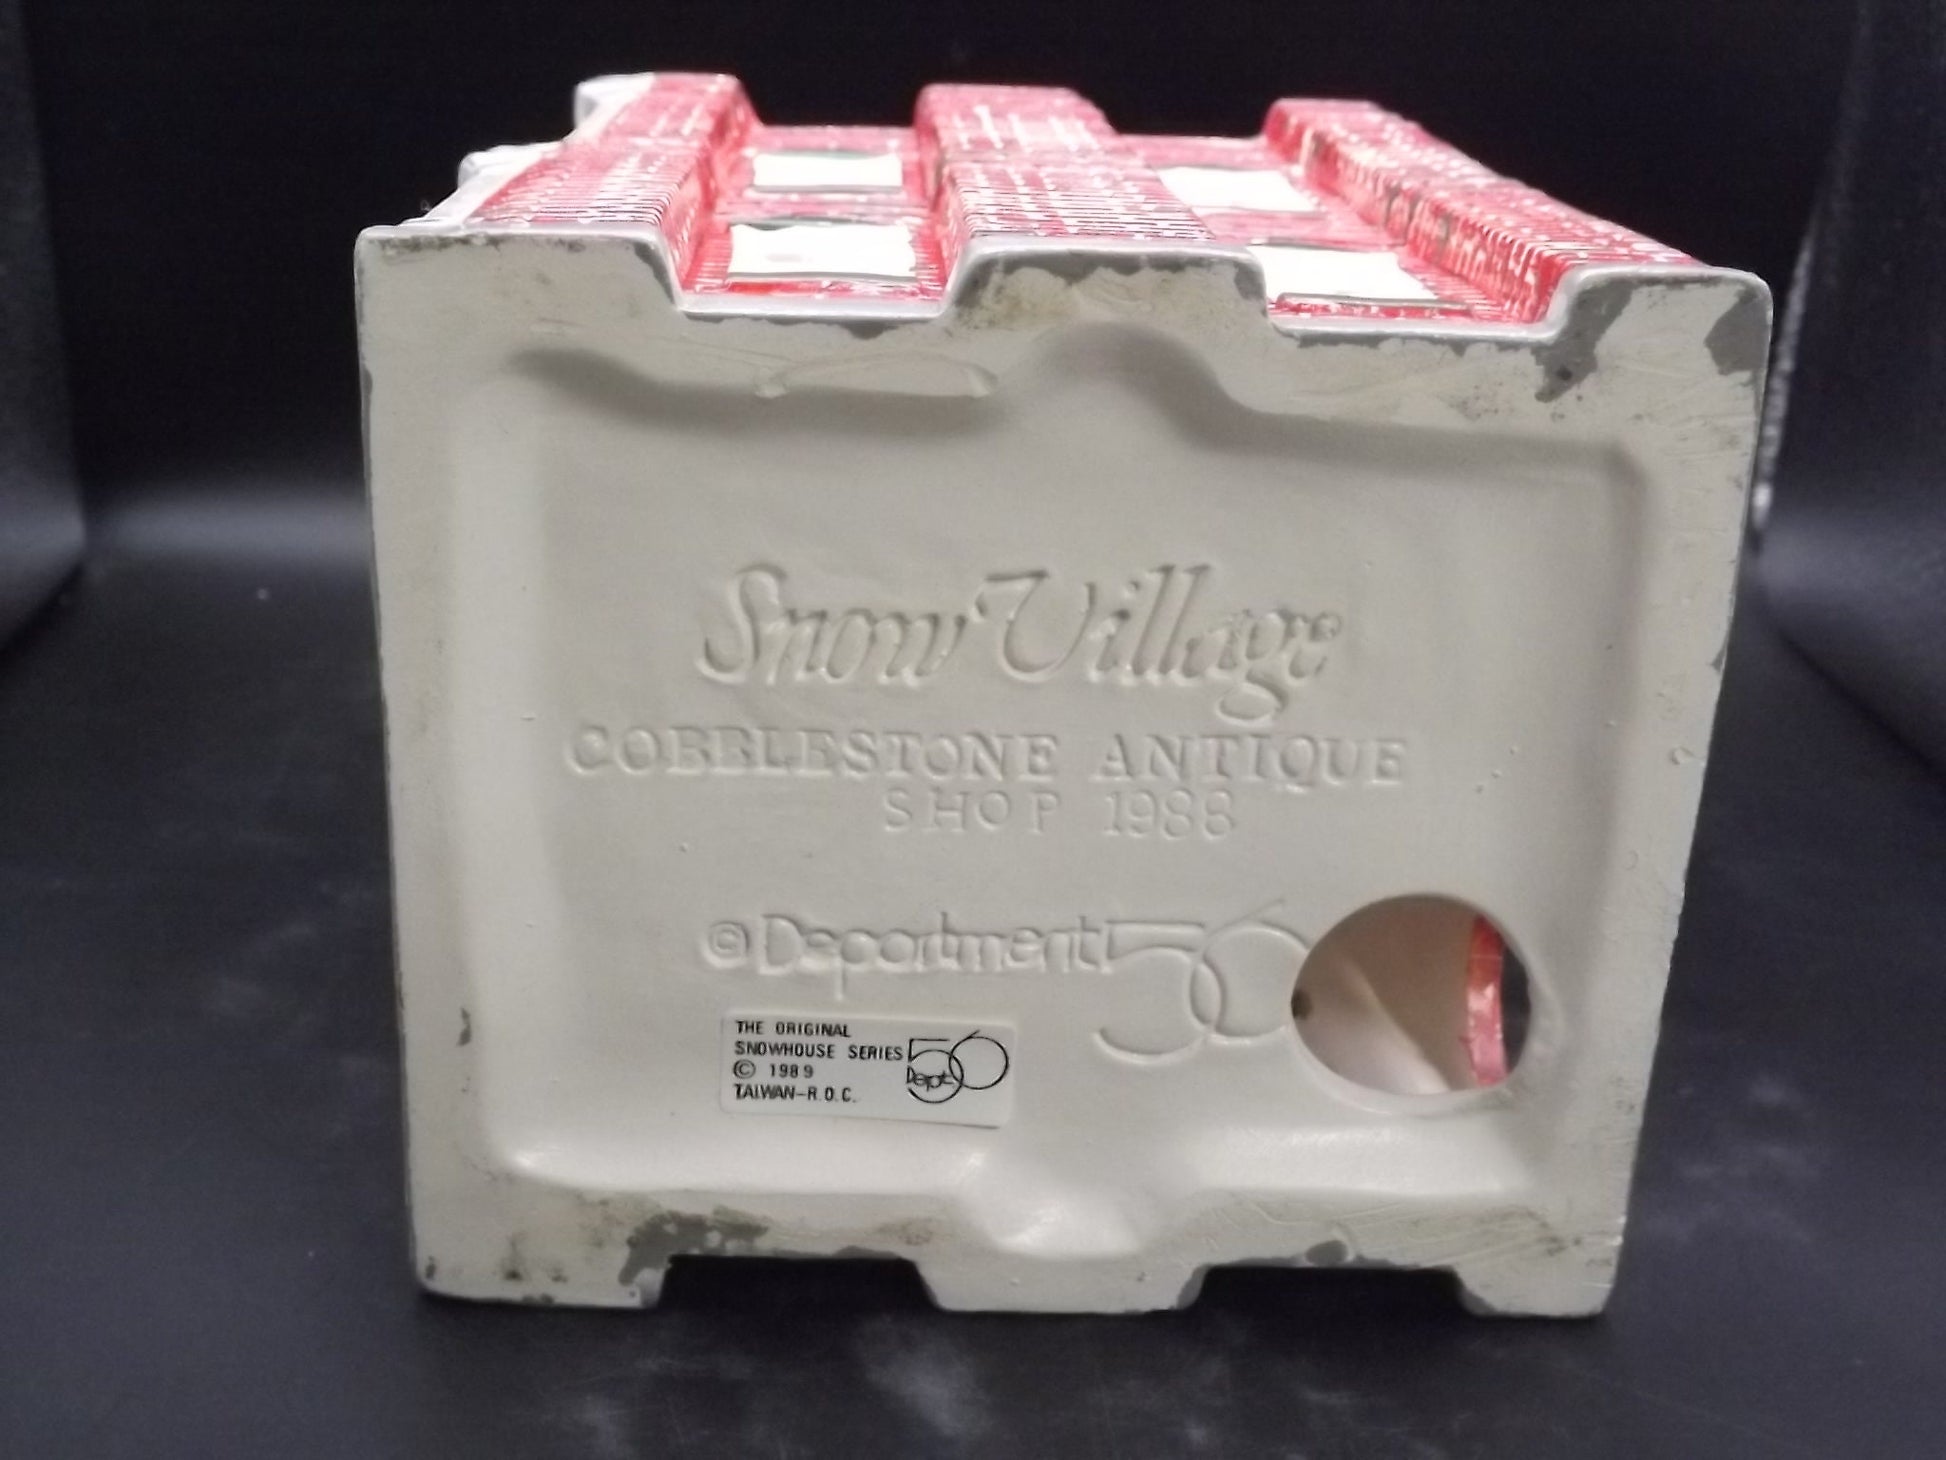 Snow Village
COBBLESTONE ANTIQUE
SHOP 1988
© Department 56
THE ORIGINAL
SNOWHOUSE SERIES
© 1989
TAIWAN-R.O.C.
Dept 56